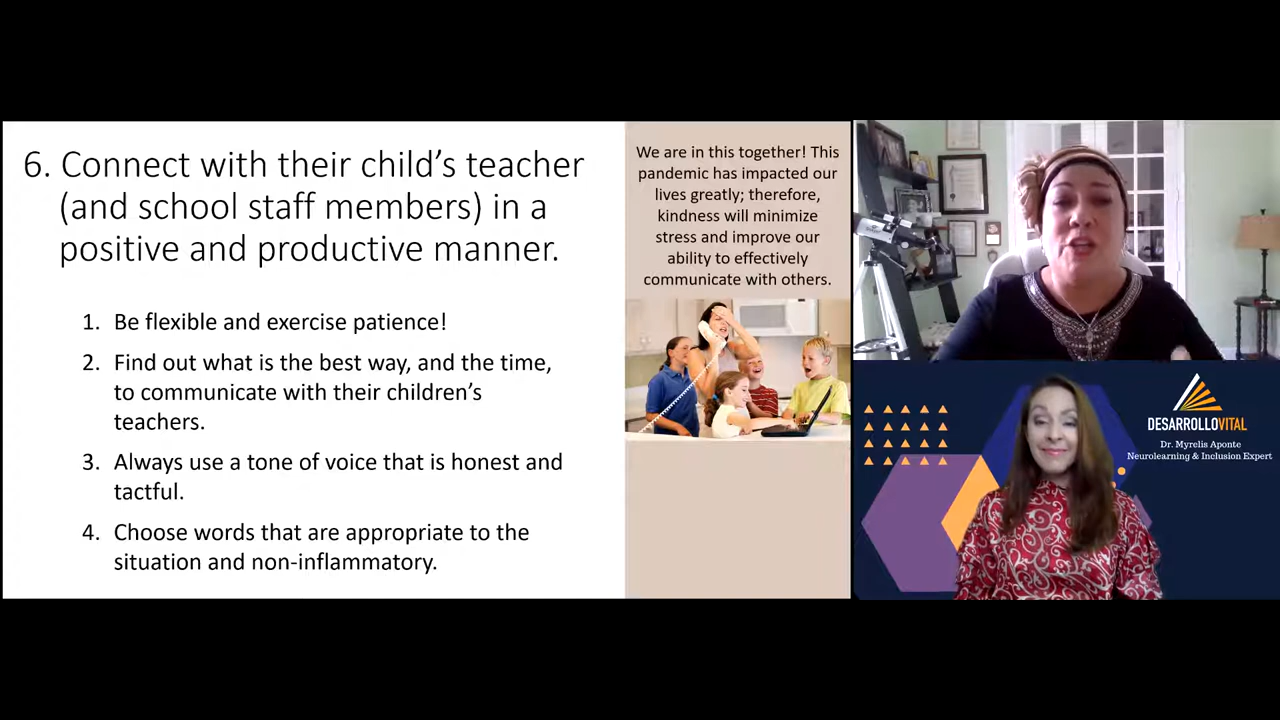 6. Connect with their child's teacher
(and school staff members) in a
positive and productive manner.
1. Be flexible and exercise patience!
2. Find out what is the best way, and the time,
to communicate with their children's
teachers.
3. Always use a tone of voice that is honest and
tactful.
4. Choose words that are appropriate to the
situation and non-inflammatory.
We are in this together! This
pandemic has impacted our
lives greatly; therefore,
kindness will minimize
stress and improve our
ability to effectively
communicate with others.
DESARROLLOVITAL
Dr. Myrelis Aponte
Neurolearning & Inclusion Expert